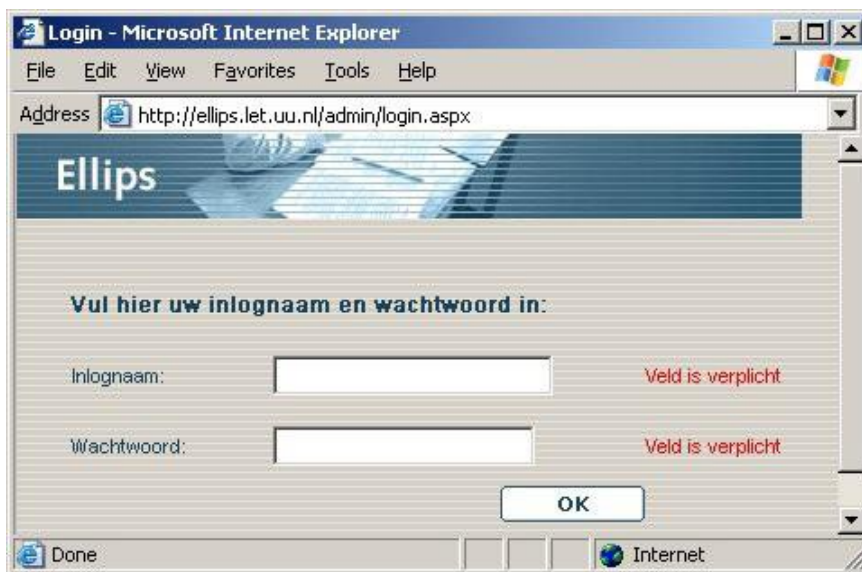 Login - Microsoft Internet Explorer
File Edit View Favorites Tools Help
Address http://ellips.let.uu.nl/admin/login.aspx
Ellips
Vul hier uw inlognaam en wachtwoord in:
Inlognaam: Veld is verplicht
Wachtwoord: Veld is verplicht
OK
Done Internet